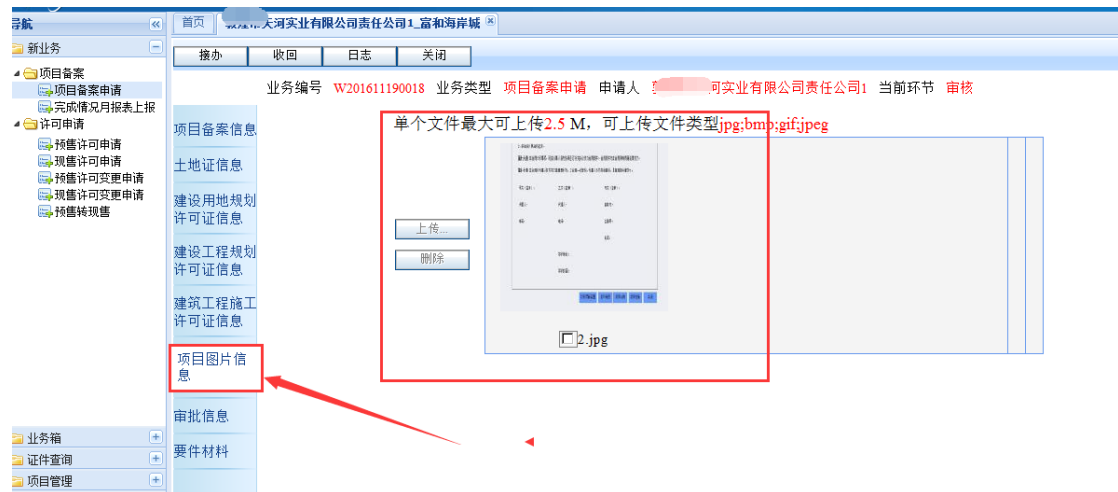 导航
首页
天河实业有限公司责任公司1_富和海岸城
新业务
接办 收回 日志 关闭
项目备案
项目备案申请
完成情况月报表上报
许可申请
预售许可申请
现售许可申请
预售许可变更申请
现售许可变更申请
预售转现售
业务编号 W201611190018 业务类型 项目备案申请 申请人 河实业有限公司责任公司1 当前环节 审核
项目备案信息
土地证信息
建设用地规划
许可证信息
建设工程规划
许可证信息
建筑工程施工
许可证信息
项目图片信
息
审批信息
要件材料
单个文件最大可上传2.5 M，可上传文件类型jpg;bmp;gif;jpeg
上传...
删除
2.jpg
业务箱
证件查询
项目管理